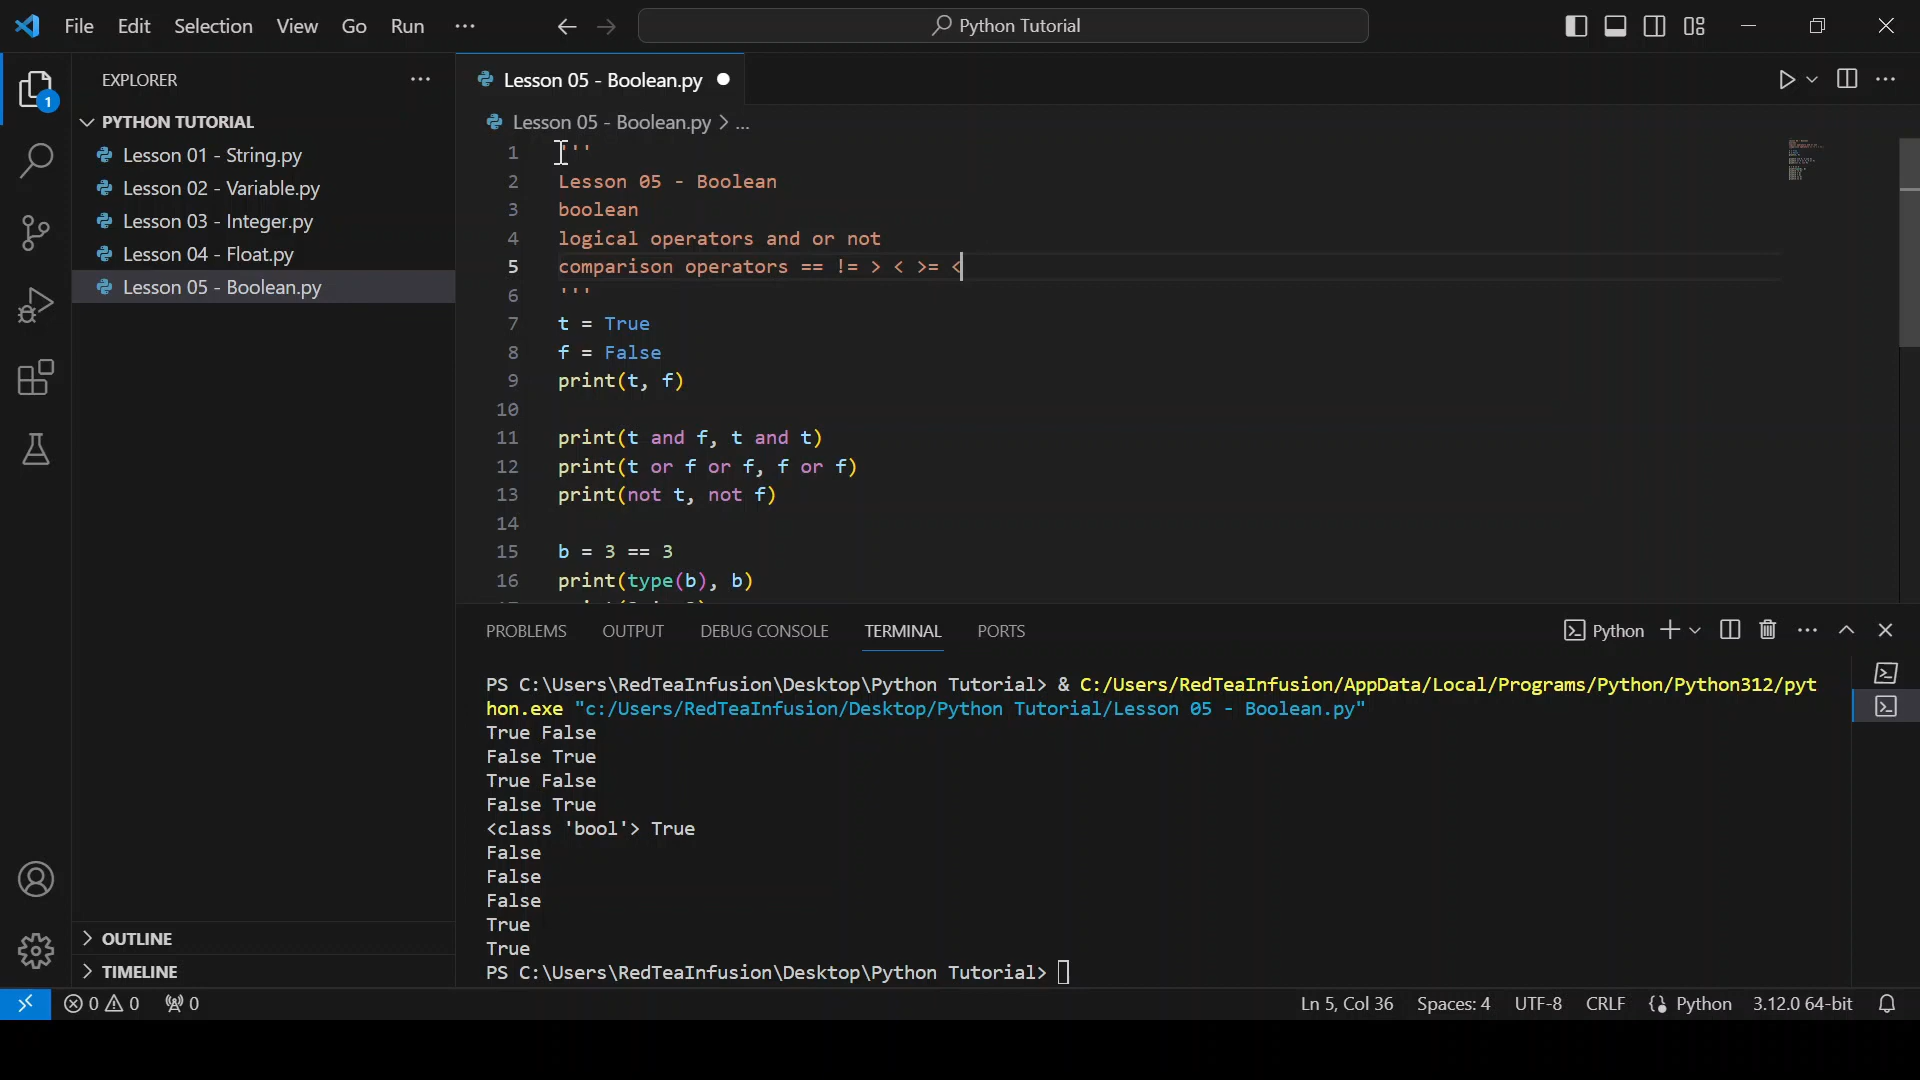 File Edit Selection View Go Run ... Python Tutorial
EXPLORER ...
PYTHON TUTORIAL
Lesson 01 - String.py
Lesson 02 - Variable.py
Lesson 03 - Integer.py
Lesson 04 - Float.py
Lesson 05 - Boolean.py
OUTLINE
TIMELINE
1
Lesson 05 - Boolean.py
Lesson 05 - Boolean.py > ...
1 '''
2 Lesson 05 - Boolean
3 boolean
4 logical operators and or not
5 comparison operators == != > < >= <
6 '''
7 t = True
8 f = False
9 print(t, f)
10
11 print(t and f, t and t)
12 print(t or f or f, f or f)
13 print(not t, not f)
14
15 b = 3 == 3
16 print(type(b), b)
PROBLEMS OUTPUT DEBUG CONSOLE TERMINAL PORTS Python
PS C:\Users\RedTeaInfusion\Desktop\Python Tutorial> & C:/Users/RedTeaInfusion/AppData/Local/Programs/Python/Python312/pyt
hon.exe "c:/Users/RedTeaInfusion/Desktop/Python Tutorial/Lesson 05 - Boolean.py"
True False
False True
True False
False True
<class 'bool'> True
False
False
False
True
True
PS C:\Users\RedTeaInfusion\Desktop\Python Tutorial>
0 0 0 Ln 5, Col 36 Spaces: 4 UTF-8 CRLF Python 3.12.0 64-bit